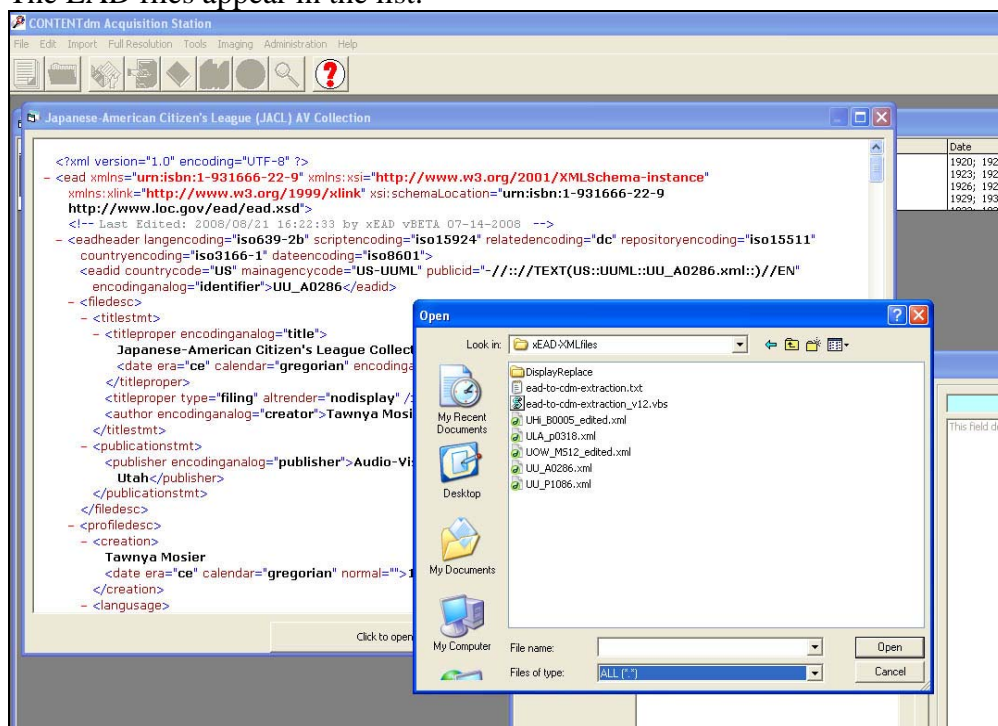 The EAD files appear in the list.
CONTENTdm Acquisition Station
File Edit Import Full Resolution Tools Imaging Administration Help
Japanese-American Citizen's League (JACL) AV Collection
<?xml version="1.0" encoding="UTF-8" ?>
- <ead xmlns="urn:isbn:1-931666-22-9" xmlns:xsi="http://www.w3.org/2001/XMLSchema-instance"
xmlns:xlink="http://www.w3.org/1999/xlink" xsi:schemaLocation="urn:isbn:1-931666-22-9
http://www.loc.gov/ead/ead.xsd">
<!-- Last Edited: 2008/08/21 16:22:33 by xEAD vBETA 07-14-2008 -->
- <eadheader langencoding="iso639-2b" scriptencoding="iso15924" relatedencoding="dc" repositoryencoding="iso15511"
countryencoding="iso3166-1" dateencoding="iso8601">
<eadid countrycode="US" mainagencycode="US-UUML" publicid="-//:://TEXT(US::UUML::UU_A0286.xml::)//EN"
encodinganalog="identifier">UU_A0286</eadid>
- <filedesc>
- <titlestmt>
- <titleproper encodinganalog="title">
Japanese-American Citizen's League Collect
<date era="ce" calendar="gregorian" encodinga
</titleproper>
<titleproper type="filing" altrender="nodisplay" /
<author encodinganalog="creator">Tawnya Mosi
</titlestmt>
- <publicationstmt>
<publisher encodinganalog="publisher">Audio-Vi
Utah</publisher>
</publicationstmt>
</filedesc>
- <profiledesc>
- <creation>
Tawnya Mosier
<date era="ce" calendar="gregorian" normal="">1
</creation>
- <langusage>
Click to open
Date
1920; 192
1923; 192
1926; 192
1929; 193
This field d
Open
Look in: xEAD-XMLfiles
My Recent Documents
Desktop
My Documents
My Computer
DisplayReplace
ead-to-cdm-extraction.txt
ead-to-cdm-extraction_v12.vbs
UHi_B0005_edited.xml
ULA_p0318.xml
UOW_M512_edited.xml
UU_A0286.xml
UU_P1086.xml
File name: Open
Files of type: ALL (*.*) Cancel